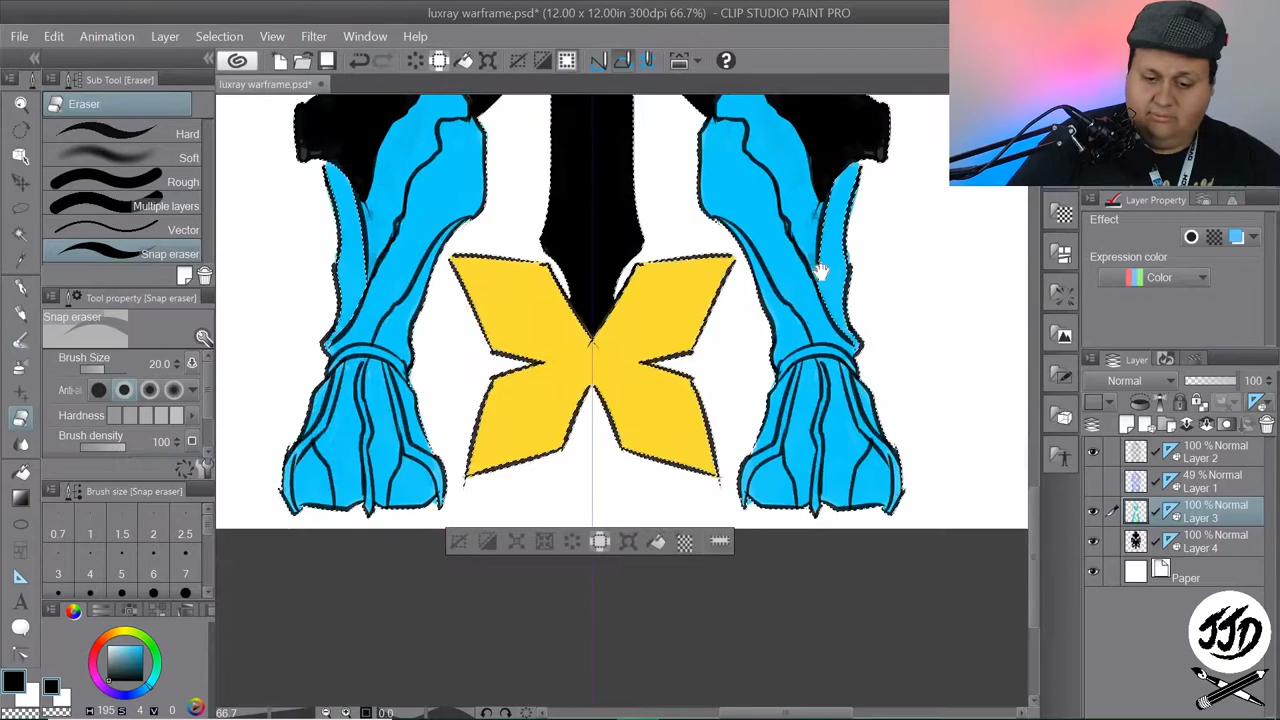 luxray warframe.psd* (12.00 x 12.00in 300dpi 66.7%) - CLIP STUDIO PAINT PRO
File Edit Animation Layer Selection View Filter Window Help
luxray warframe.psd*
Sub Tool [Eraser]
Eraser
Hard
Soft
Rough
Multiple layers
Vector
Snap eraser
Tool property [Snap eraser]
Snap eraser
Brush Size 20.0
Anti-al
Hardness
Brush density 100
Brush size [Snap eraser]
0.7 1 1.5 2 2.5
3 4 5 6 7
H 195 S 4 V 0
66.7 0.0
Layer Property
Effect
Expression color
Color
Layer
Normal 100
100 % Normal
Layer 2
49 % Normal
Layer 1
100 % Normal
Layer 3
100 % Normal
Layer 4
Paper
JJD